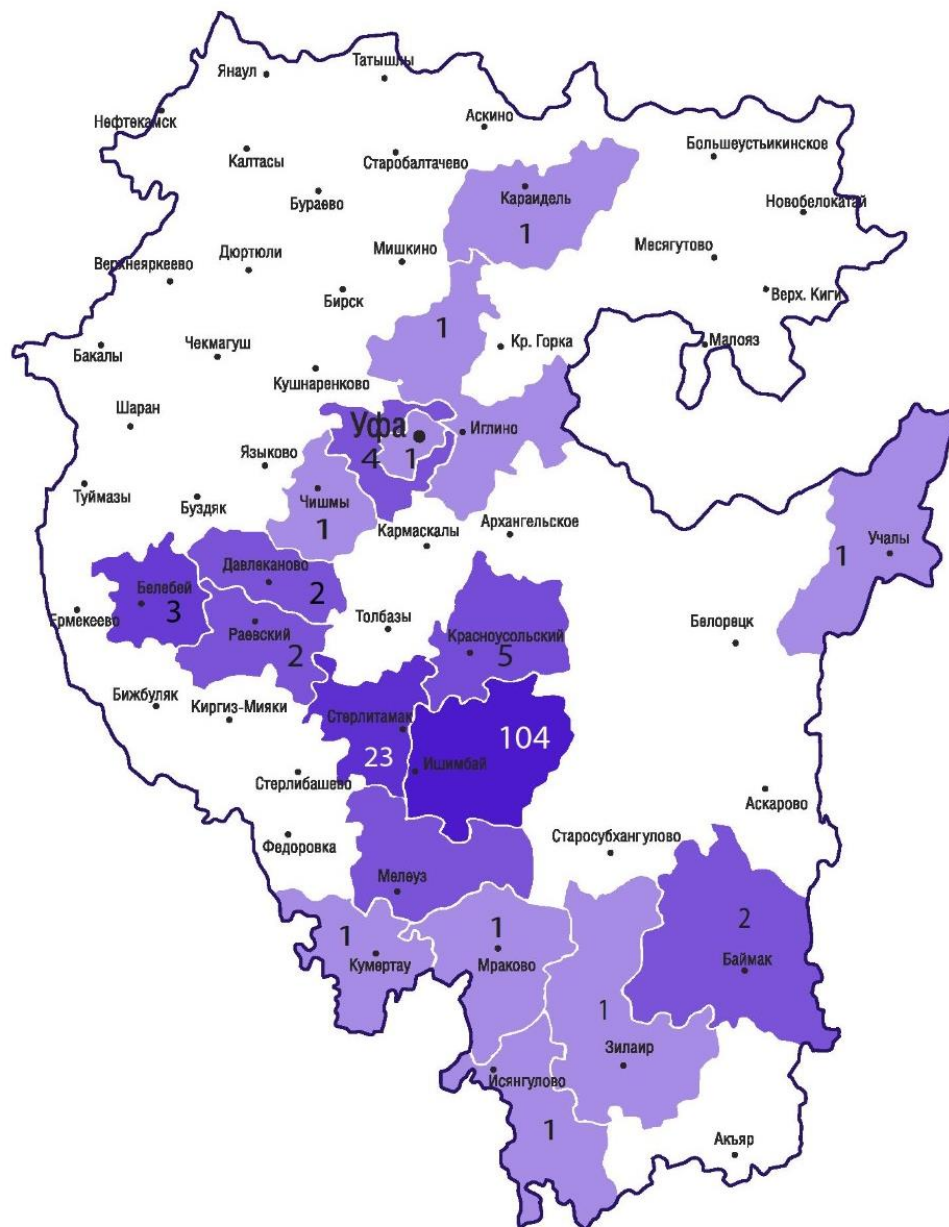 Татышлы
Янаул
Нефтекамск
Аскино
Большеустьикинское
Калтасы
Старобалтачево
Бураево
Караидель
1
Новобелокатай
Мишкино
Месягутово
Дюртюли
Верхнеяркеево
Бирск
Верх. Киги
1
Бакалы
Чекмагуш
Кр. Горка
Малояз
Кушнаренково
Шаран
Уфа
4
1
Иглино
Языково
Туймазы
Буздяк
Чишмы
1
Кармаскалы
Архангельское
Учалы
1
Давлеканово
2
Белебей
3
Ермекеево
Раевский
2
Толбазы
Красноусольский
5
Белорецк
Бижбуляк
Киргиз-Мияки
Стерлитамак
23
104
Ишимбай
Стерлибашево
Аскарово
Федоровка
Старосубхангулово
Мелеуз
1
Кумертау
1
Мраково
2
Баймак
1
Зилаир
Исянгулово
1
Акъяр